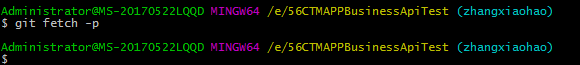 Administrator@MS-20170522LQQD MINGW64 /e/56CTMAPPBusinessApiTest (zhangxiaohao)
$ git fetch -p
Administrator@MS-20170522LQQD MINGW64 /e/56CTMAPPBusinessApiTest (zhangxiaohao)
$